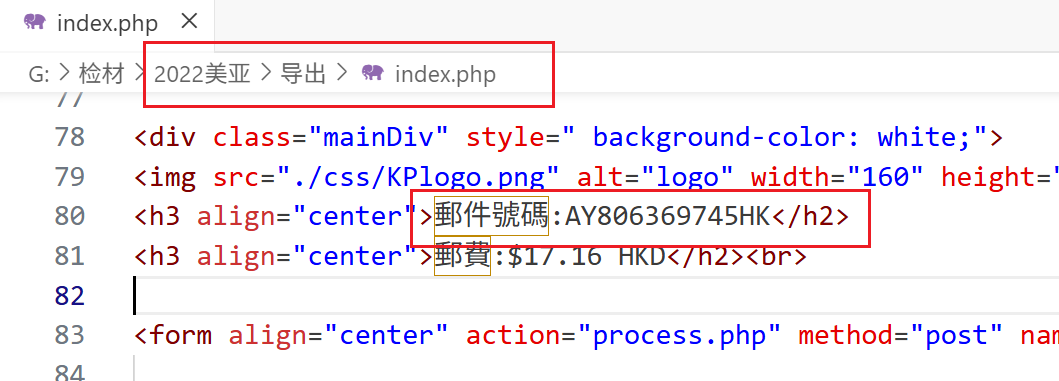 index.php ×
G: > 检材 > 2022美亚 > 导出 > index.php
77
78 <div class="mainDiv" style=" background-color: white;">
79 <img src="./css/KPlogo.png" alt="logo" width="160" height="
80 <h3 align="center">郵件號碼:AY806369745HK</h2>
81 <h3 align="center">郵費:$17.16 HKD</h2><br>
82
83 <form align="center" action="process.php" method="post" na
84